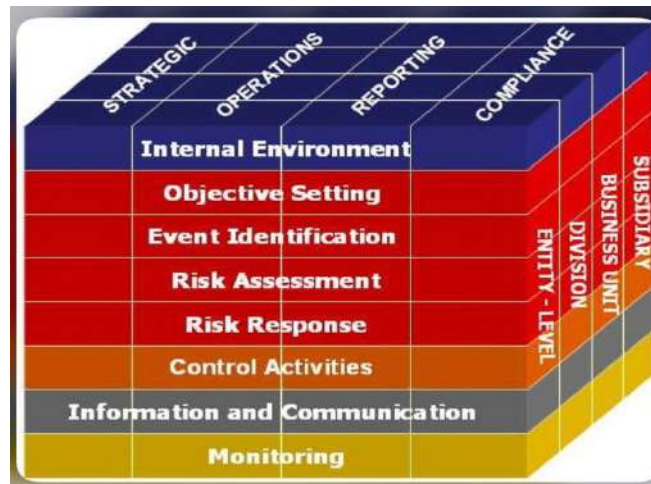 STRATEGIC
OPERATIONS
REPORTING
COMPLIANCE
Internal Environment
Objective Setting
Event Identification
Risk Assessment
Risk Response
Control Activities
Information and Communication
Monitoring
ENTITY - LEVEL
DIVISION
BUSINESS UNIT
SUBSIDIARY